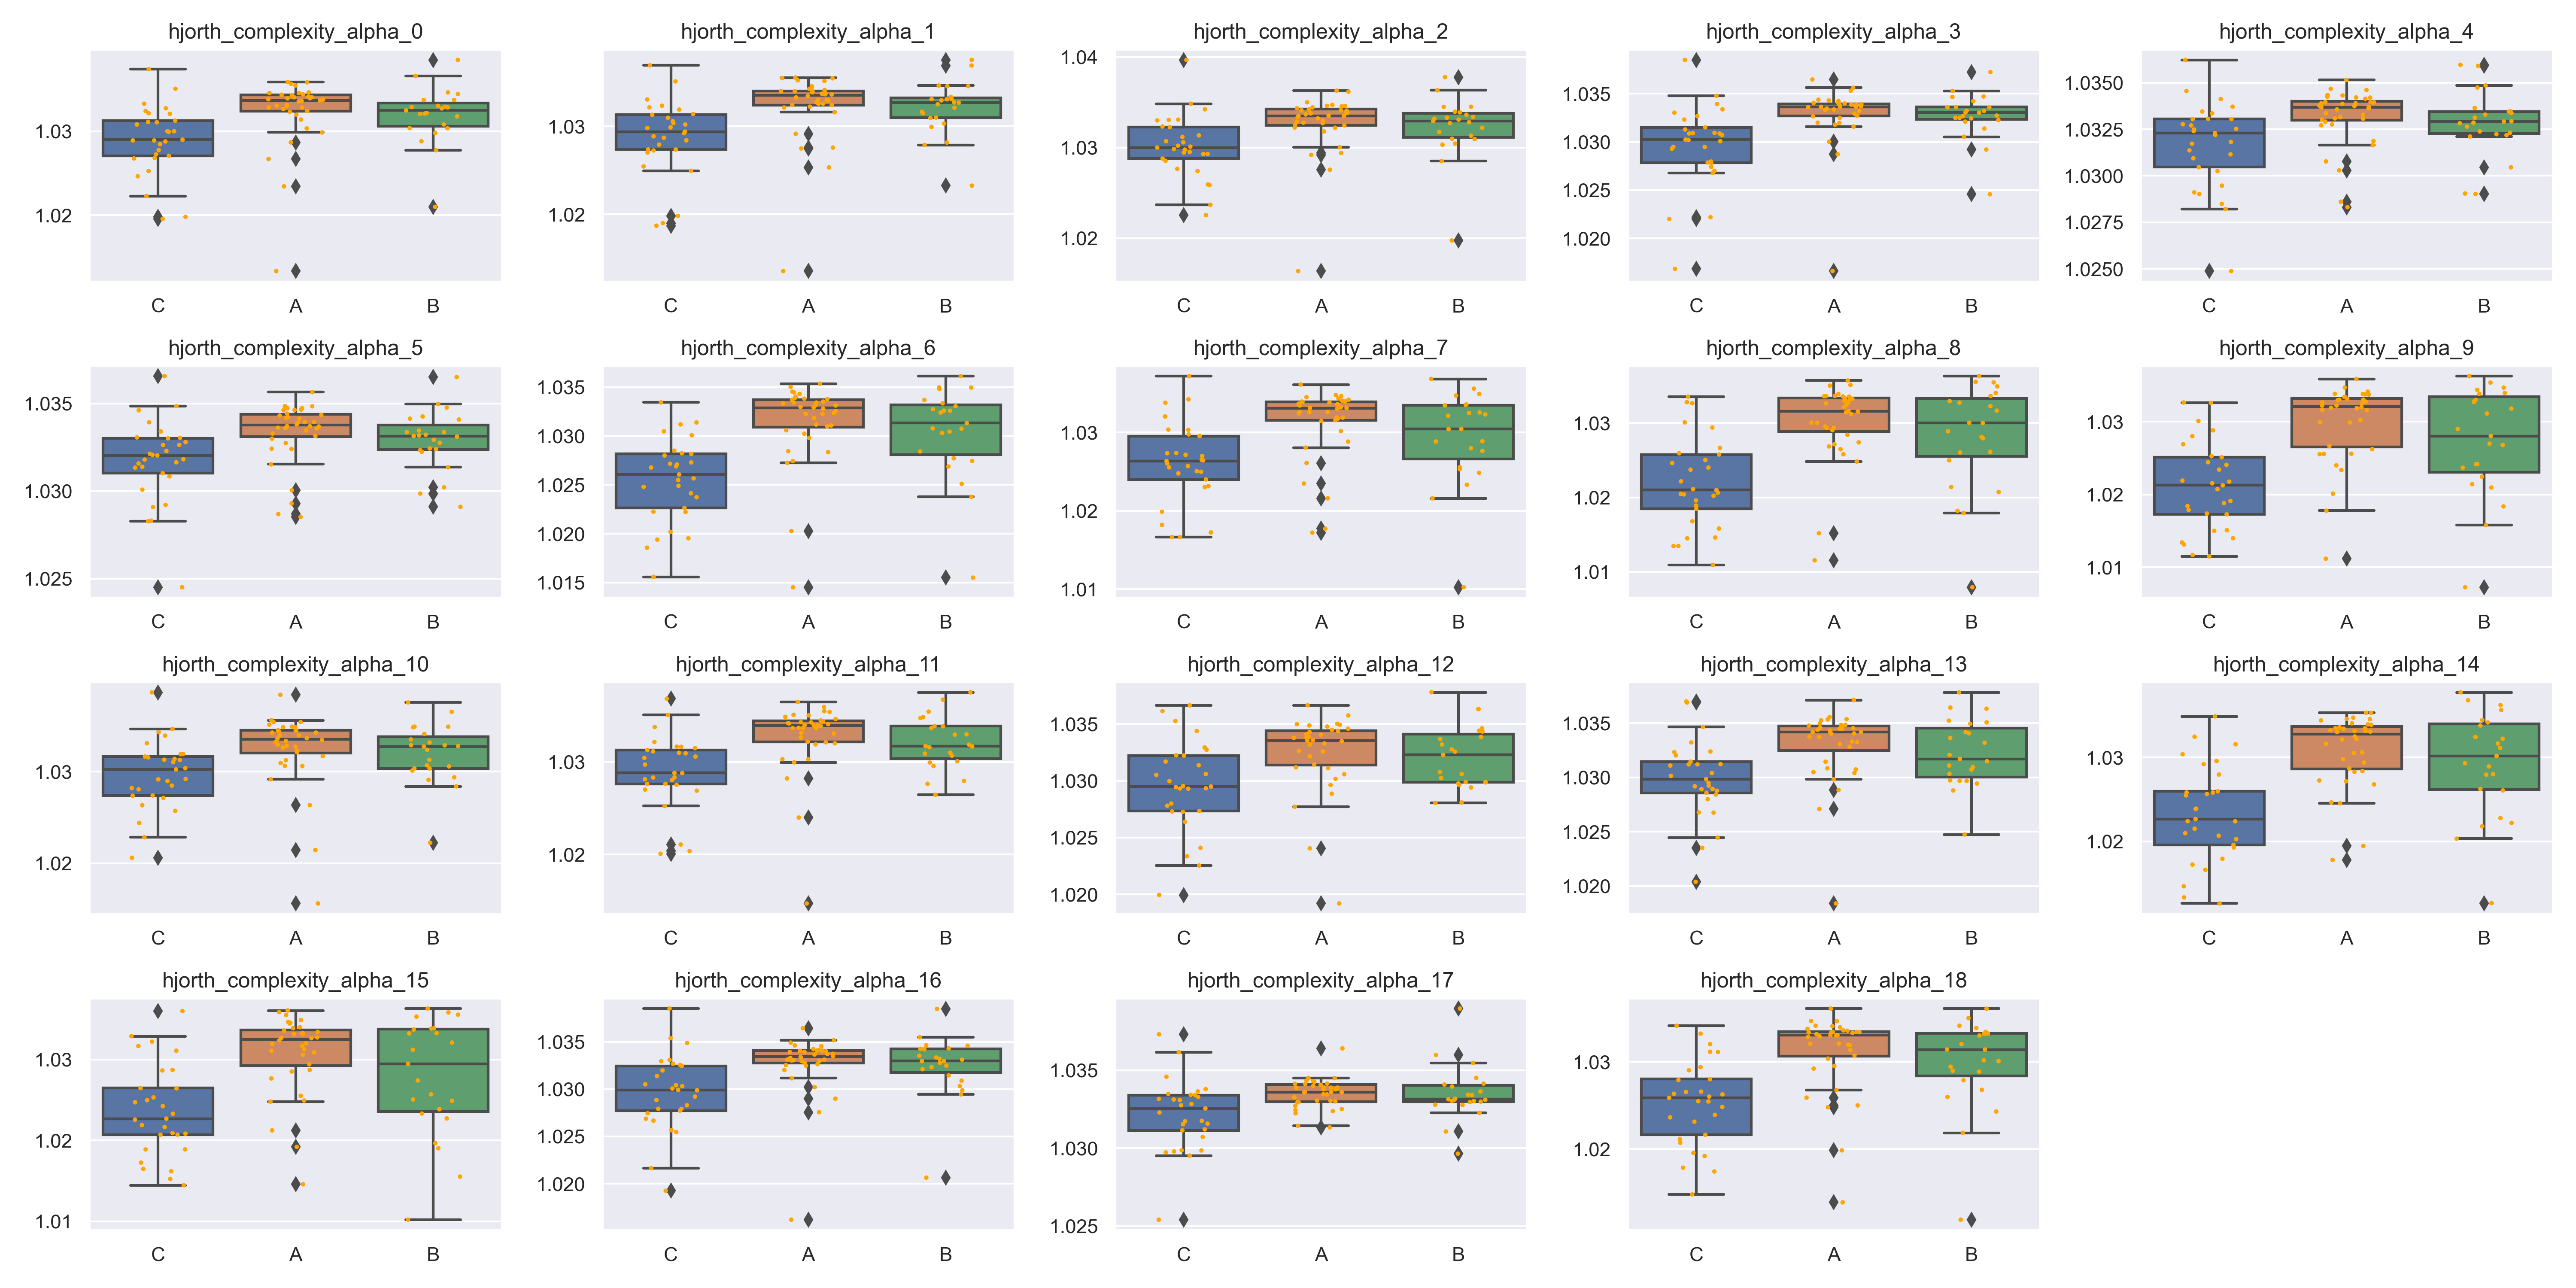 hjorth_complexity_alpha_0
1.03
1.02
C A B
hjorth_complexity_alpha_1
1.03
1.02
C A B
hjorth_complexity_alpha_2
1.04
1.03
1.02
C A B
hjorth_complexity_alpha_3
1.035
1.030
1.025
1.020
C A B
hjorth_complexity_alpha_4
1.0350
1.0325
1.0300
1.0275
1.0250
C A B
hjorth_complexity_alpha_5
1.035
1.030
1.025
C A B
hjorth_complexity_alpha_6
1.035
1.030
1.025
1.020
1.015
C A B
hjorth_complexity_alpha_7
1.03
1.02
1.01
C A B
hjorth_complexity_alpha_8
1.03
1.02
1.01
C A B
hjorth_complexity_alpha_9
1.03
1.02
1.01
C A B
hjorth_complexity_alpha_10
1.03
1.02
C A B
hjorth_complexity_alpha_11
1.03
1.02
C A B
hjorth_complexity_alpha_12
1.035
1.030
1.025
1.020
C A B
hjorth_complexity_alpha_13
1.035
1.030
1.025
1.020
C A B
hjorth_complexity_alpha_14
1.03
1.02
C A B
hjorth_complexity_alpha_15
1.03
1.02
1.01
C A B
hjorth_complexity_alpha_16
1.035
1.030
1.025
1.020
C A B
hjorth_complexity_alpha_17
1.035
1.030
1.025
C A B
hjorth_complexity_alpha_18
1.03
1.02
C A B